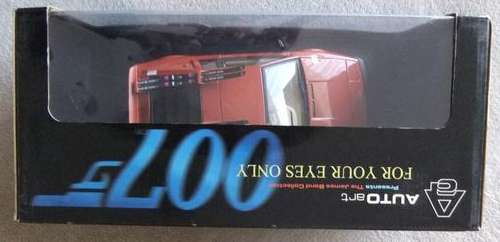 AUTOart
Presents The James Bond Collection
FOR YOUR EYES ONLY
007